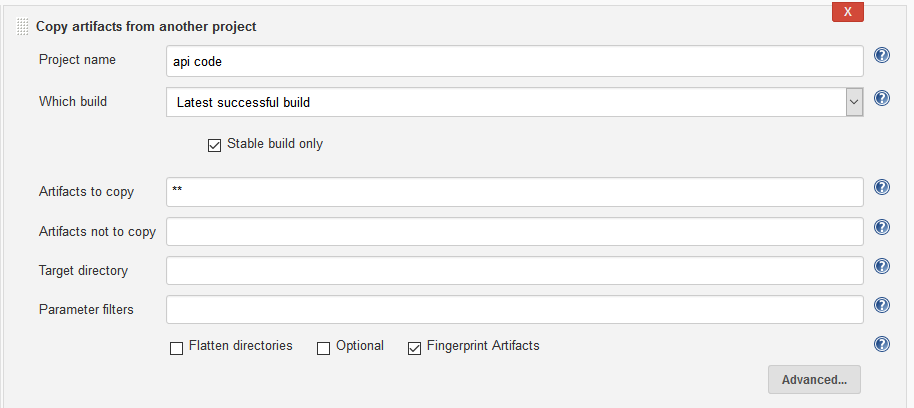 X
Copy artifacts from another project
Project name api code ?
Which build Latest successful build ?
Stable build only
Artifacts to copy ** ?
Artifacts not to copy ?
Target directory ?
Parameter filters ?
Flatten directories Optional Fingerprint Artifacts ?
Advanced...